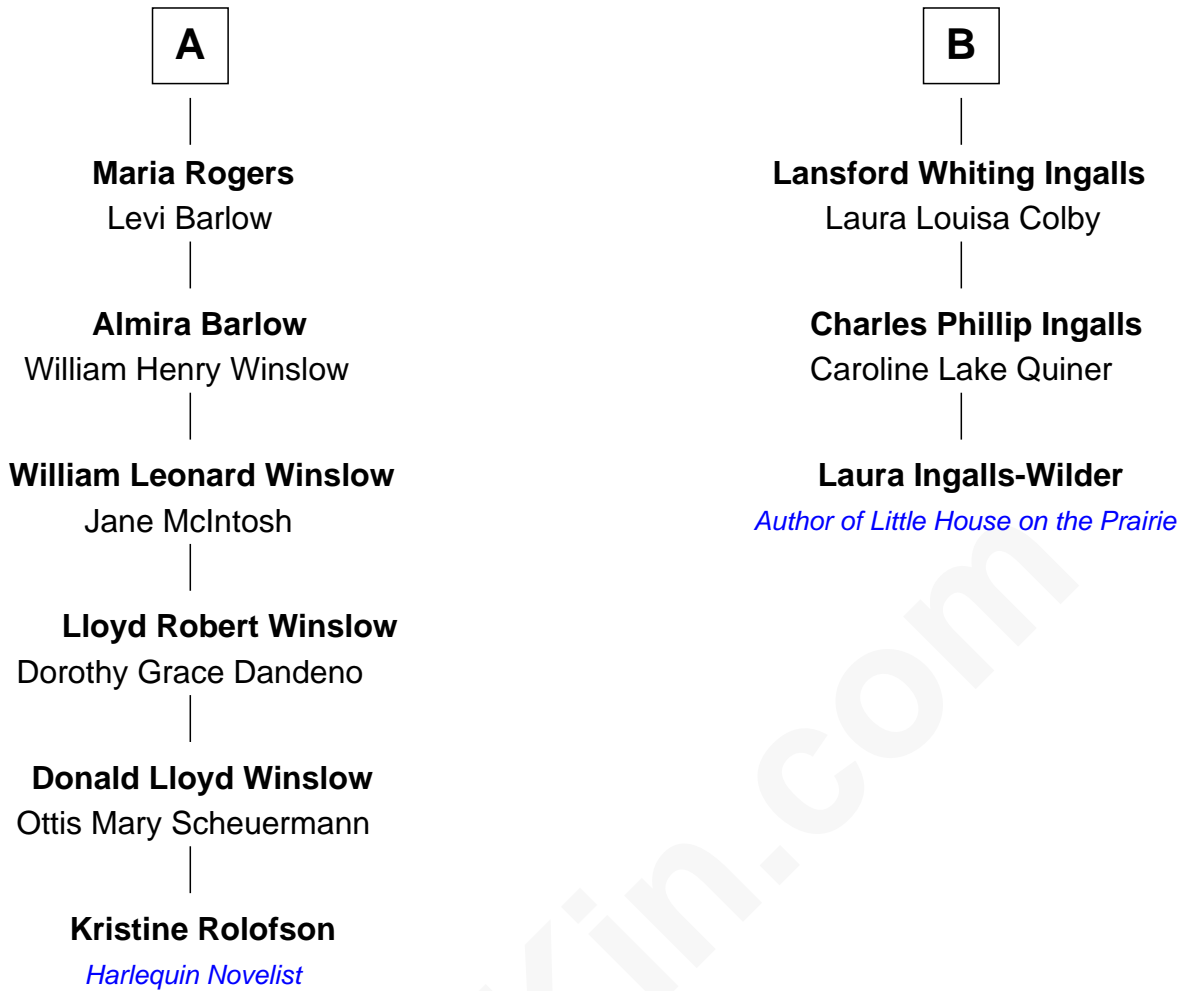 A
Maria Rogers
Levi Barlow
Almira Barlow
William Henry Winslow
William Leonard Winslow
Jane McIntosh
Lloyd Robert Winslow
Dorothy Grace Dandeno
Donald Lloyd Winslow
Ottis Mary Scheuermann
Kristine Rolofson
Harlequin Novelist
B
Lansford Whiting Ingalls
Laura Louisa Colby
Charles Phillip Ingalls
Caroline Lake Quiner
Laura Ingalls-Wilder
Author of Little House on the Prairie
Kin.com